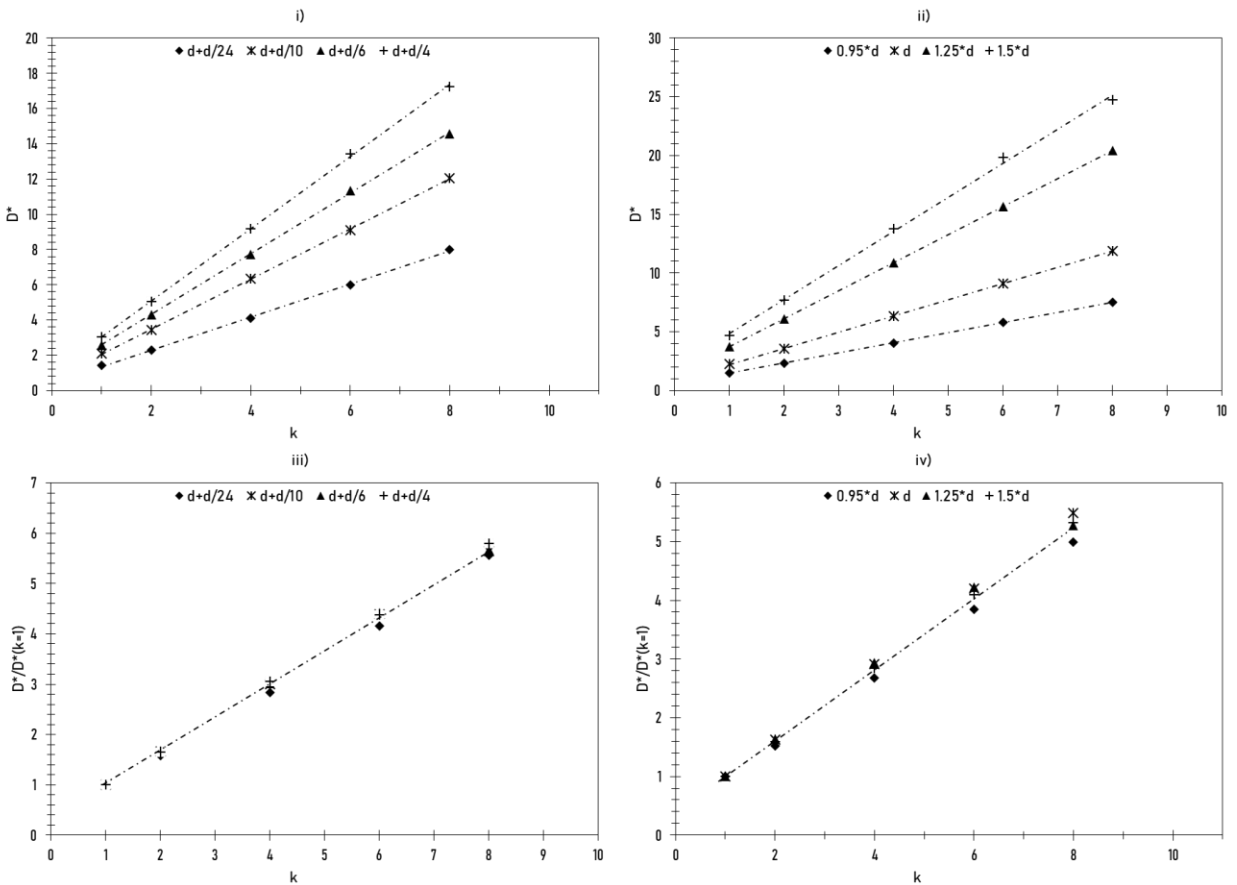 i)
◆ d+d/24 ж d+d/10 ▲ d+d/6 + d+d/4
20
18
16
14
12
10
8
6
4
2
0
D*
0 2 4 6 8 10
k
ii)
◆ 0.95*d ж d ▲ 1.25*d + 1.5*d
30
25
20
15
10
5
0
D*
0 1 2 3 4 5 6 7 8 9 10
k
iii)
◆ d+d/24 ж d+d/10 ▲ d+d/6 + d+d/4
7
6
5
4
3
2
1
0
D*/D*(k=1)
0 1 2 3 4 5 6 7 8 9 10
k
iv)
◆ 0.95*d ж d ▲ 1.25*d + 1.5*d
6
5
4
3
2
1
0
D*/D*(k=1)
0 2 4 6 8 10
k